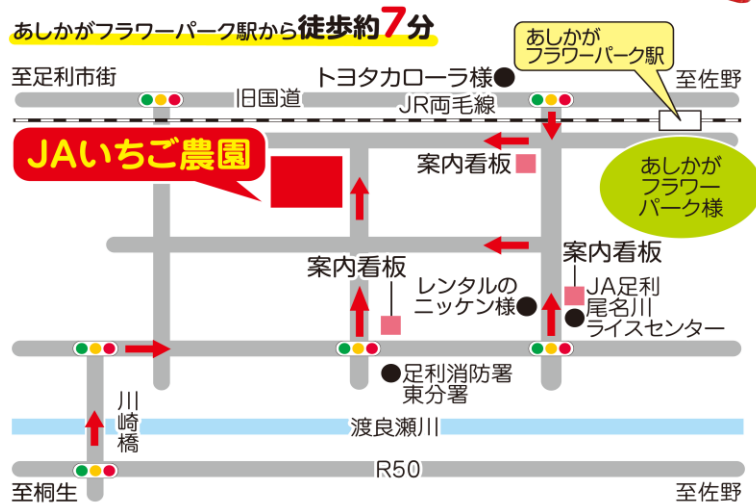 あしかがフラワーパーク駅から徒歩約7分
あしかが
フラワーパーク駅
至足利市街
トヨタカローラ様
至佐野
旧国道
JR両毛線
JAいちご農園
案内看板
あしかが
フラワー
パーク様
案内看板
案内看板
レンタルの
ニッケン様
JA足利
尾名川
ライスセンター
足利消防署
東分署
川崎橋
渡良瀬川
R50
至桐生
至佐野